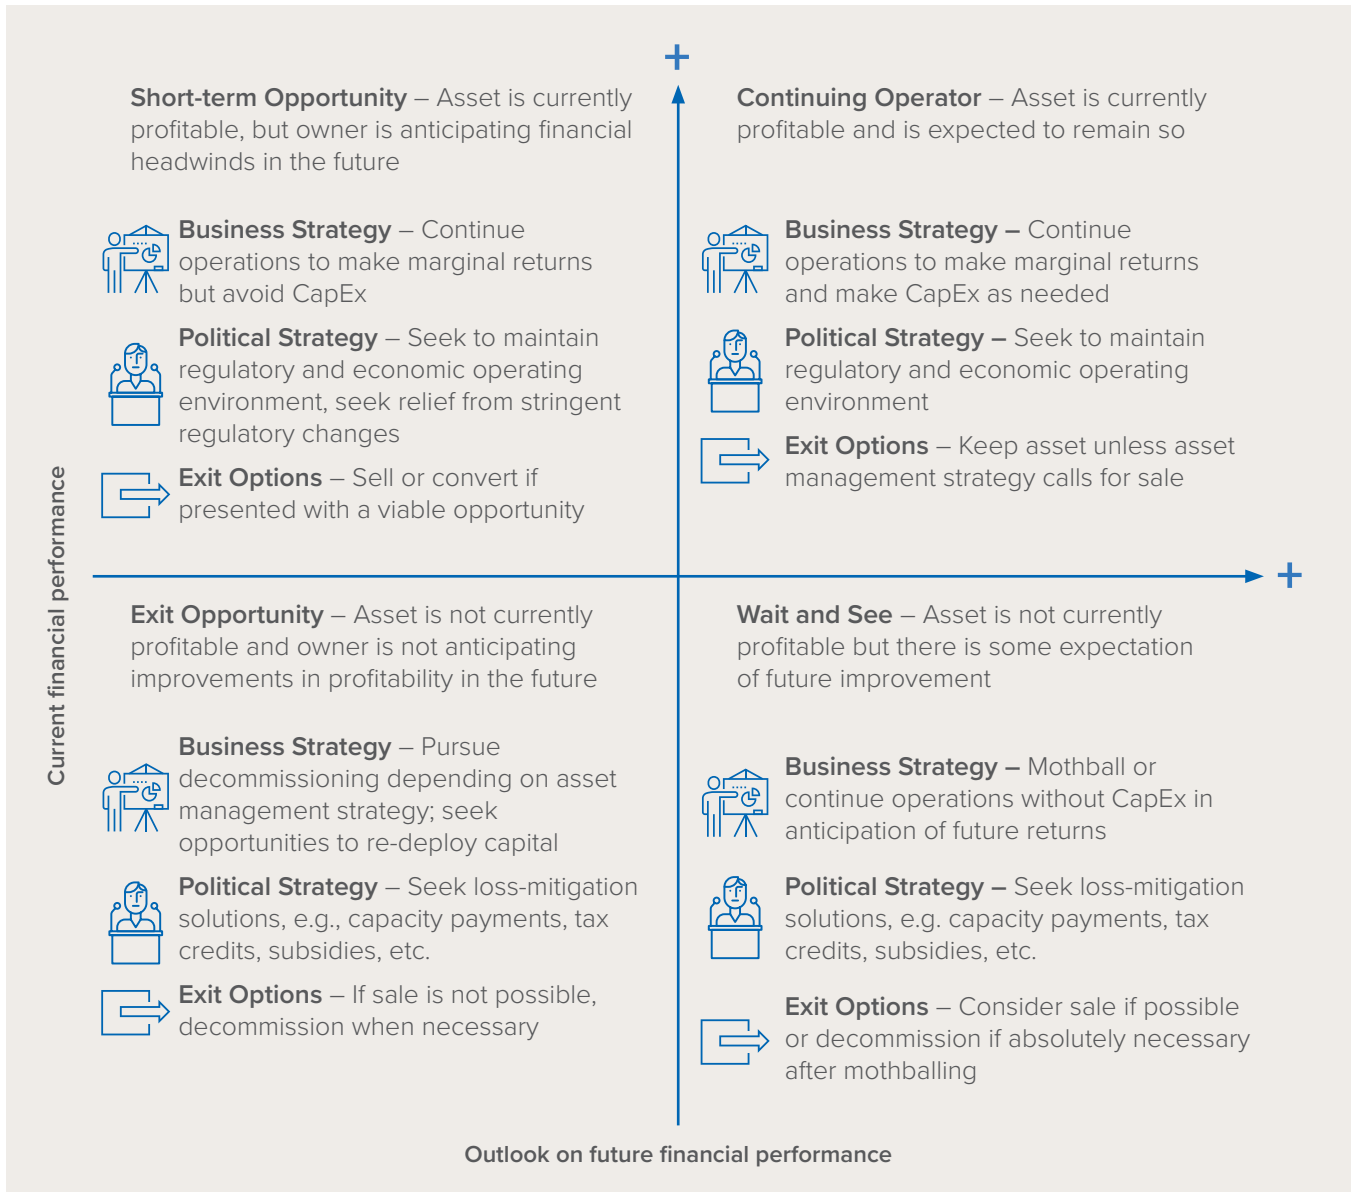 +
Short-term Opportunity – Asset is currently
profitable, but owner is anticipating financial
headwinds in the future
Business Strategy – Continue
operations to make marginal returns
but avoid CapEx
Political Strategy – Seek to maintain
regulatory and economic operating
environment, seek relief from stringent
regulatory changes
Exit Options – Sell or convert if
presented with a viable opportunity
Continuing Operator – Asset is currently
profitable and is expected to remain so
Business Strategy – Continue
operations to make marginal returns
and make CapEx as needed
Political Strategy – Seek to maintain
regulatory and economic operating
environment
Exit Options – Keep asset unless asset
management strategy calls for sale
+
Current financial performance
Exit Opportunity – Asset is not currently
profitable and owner is not anticipating
improvements in profitability in the future
Business Strategy – Pursue
decommissioning depending on asset
management strategy; seek
opportunities to re-deploy capital
Political Strategy – Seek loss-mitigation
solutions, e.g., capacity payments, tax
credits, subsidies, etc.
Exit Options – If sale is not possible,
decommission when necessary
Wait and See – Asset is not currently
profitable but there is some expectation
of future improvement
Business Strategy – Mothball or
continue operations without CapEx in
anticipation of future returns
Political Strategy – Seek loss-mitigation
solutions, e.g. capacity payments, tax
credits, subsidies, etc.
Exit Options – Consider sale if possible
or decommission if absolutely necessary
after mothballing
Outlook on future financial performance